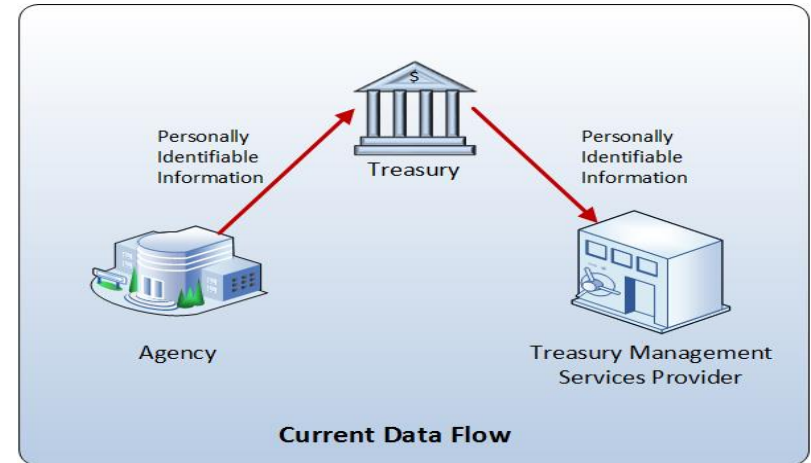 $
Personally
Identifiable
Information
Treasury
Personally
Identifiable
Information
Agency
Treasury Management
Services Provider
Current Data Flow